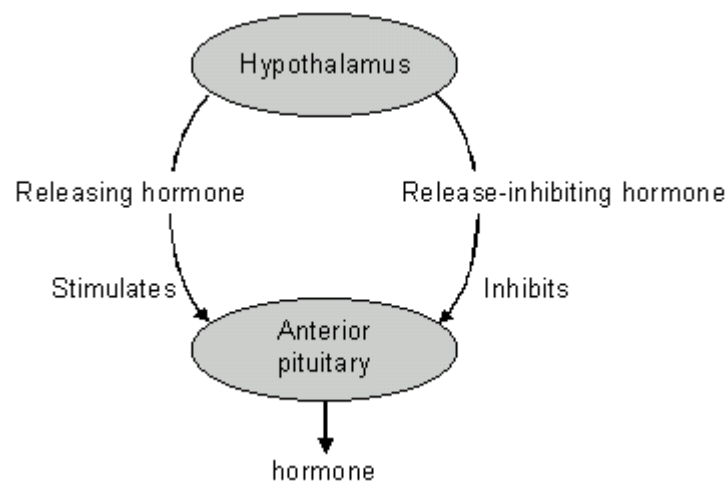 Hypothalamus
Releasing hormone
Release-inhibiting hormone
Stimulates
Inhibits
Anterior
pituitary
hormone